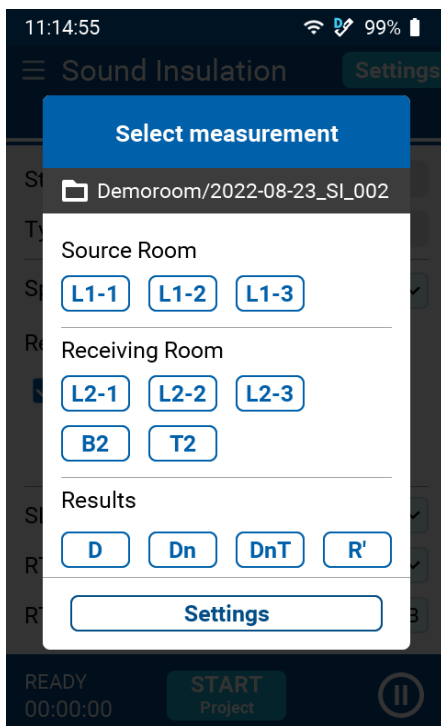 11:14:55 99%
Sound Insulation Settings
Select measurement
Demoroom/2022-08-23_SI_002
Source Room
L1-1 L1-2 L1-3
Receiving Room
L2-1 L2-2 L2-3
B2 T2
Results
D Dn DnT R'
Settings
READY START
00:00:00 Project